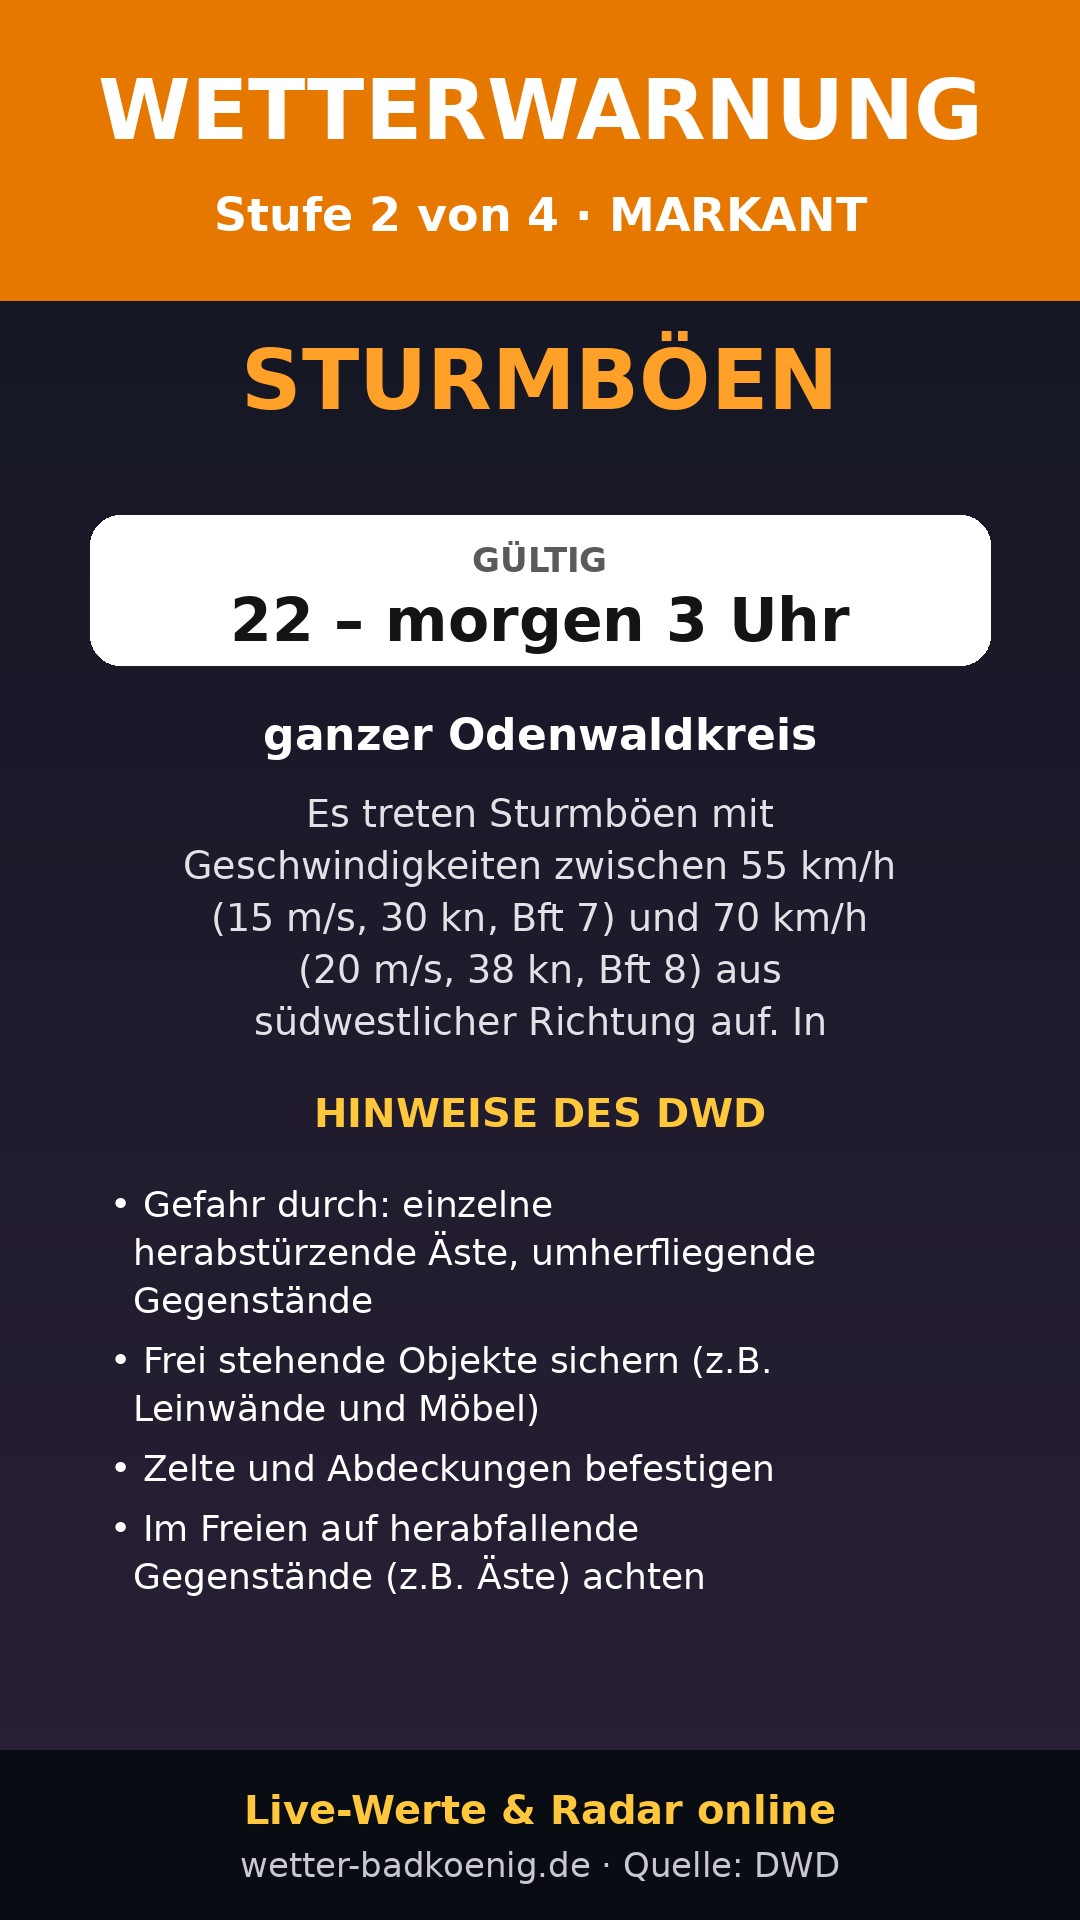 WETTERWARNUNG
Stufe 2 von 4 · MARKANT
STURMBÖEN
GÜLTIG
22 – morgen 3 Uhr
ganzer Odenwaldkreis
Es treten Sturmböen mit
Geschwindigkeiten zwischen 55 km/h
(15 m/s, 30 kn, Bft 7) und 70 km/h
(20 m/s, 38 kn, Bft 8) aus
südwestlicher Richtung auf. In
HINWEISE DES DWD
• Gefahr durch: einzelne
herabstürzende Äste, umherfliegende
Gegenstände
• Frei stehende Objekte sichern (z.B.
Leinwände und Möbel)
• Zelte und Abdeckungen befestigen
• Im Freien auf herabfallende
Gegenstände (z.B. Äste) achten
Live-Werte & Radar online
wetter-badkoenig.de · Quelle: DWD